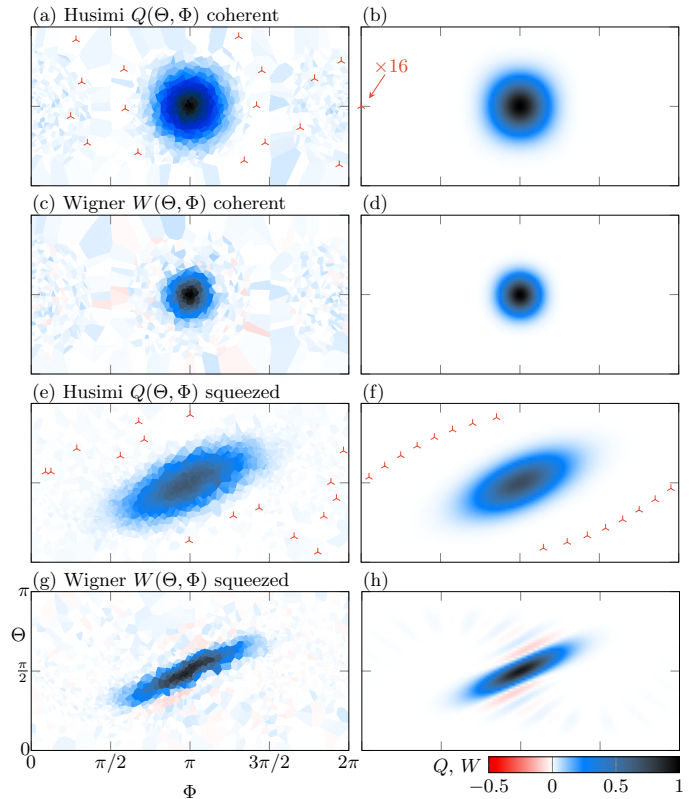 (a) Husimi Q(Θ, Φ) coherent
(b)
×16
(c) Wigner W(Θ, Φ) coherent
(d)
(e) Husimi Q(Θ, Φ) squeezed
(f)
(g) Wigner W(Θ, Φ) squeezed
(h)
π
Θ
π/2
0
0 π/2 π 3π/2 2π
Φ
Q, W
−0.5 0 0.5 1